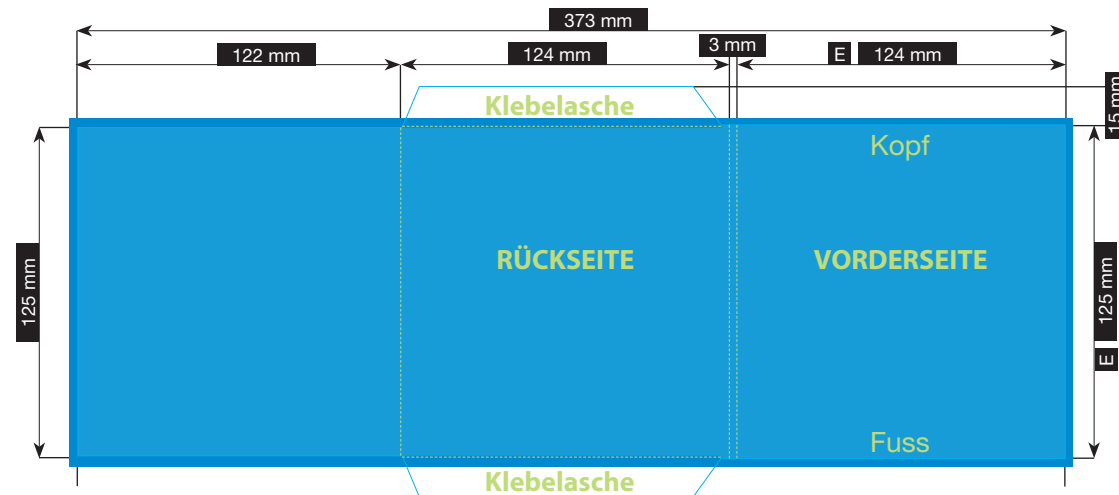 373 mm
122 mm
124 mm
3 mm
E 124 mm
15 mm
Klebelasche
Kopf
125 mm
RÜCKSEITE
VORDERSEITE
125 mm
E
Fuss
Klebelasche